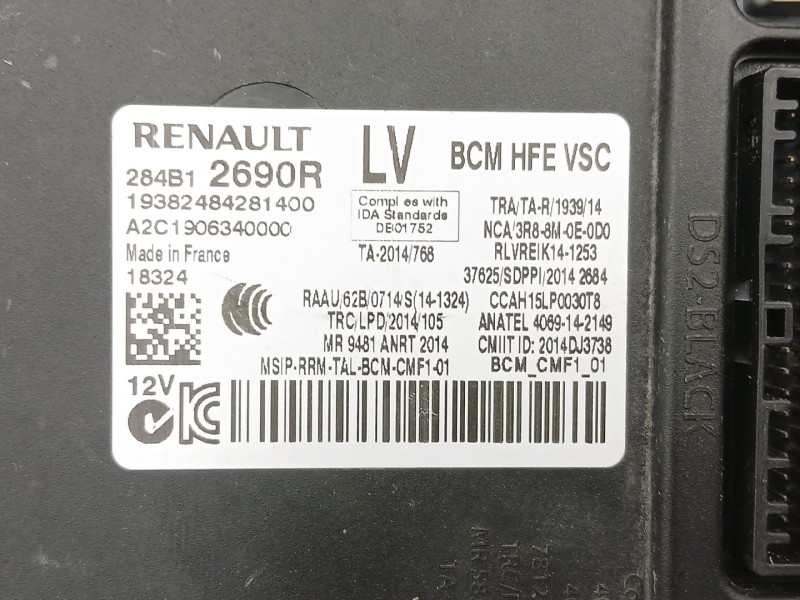 RENAULT LV BCM HFE VSC
284B1 2690R
19382484281400
A2C1906340000
Made in France
18324
Complies with
IDA Standards
DB01752
TA-2014/768
TRA/TA-R/1939/14
NCA/3R8-8M-0E-0D0
RLVREIK14-1253
37625/SDPPI/2014 2684
RAAU/62B/0714/S(14-1324) CCAH15LP0030T8
TRC/LPD/2014/105 ANATEL 4069-14-2149
MR 9481 ANRT 2014 CMIIT ID: 2014DJ3738
MSIP-RRM-TAL-BCM-CMF1-01 BCM_CMF1_01
12V
DS2-BLACK